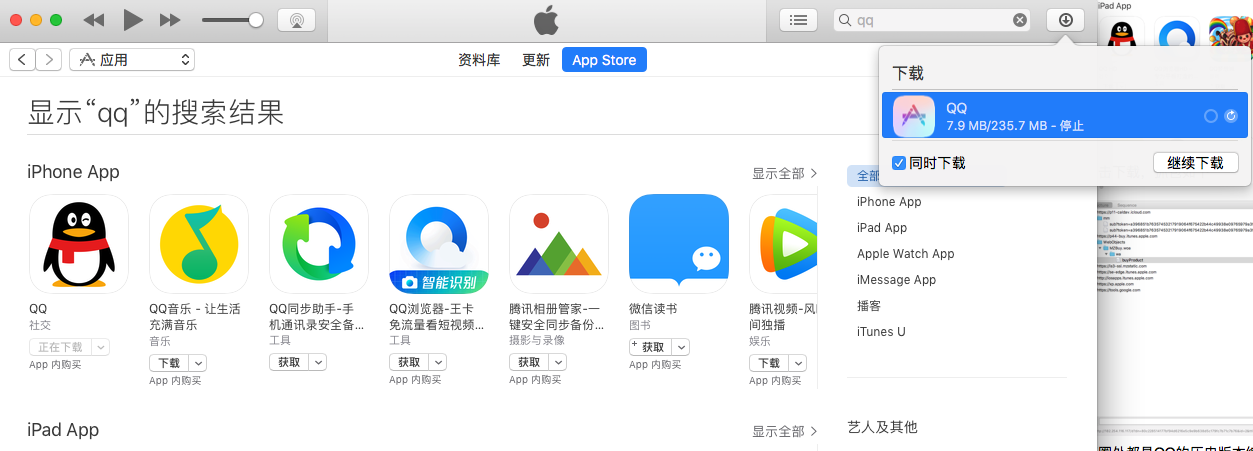 qq
iPad App
应用
资料库
更新
App Store
下载
QQ
7.9 MB/235.7 MB - 停止
同时下载
继续下载
显示“qq”的搜索结果
iPhone App
显示全部
QQ
社交
正在下载
App 内购买
QQ音乐 - 让生活
充满音乐
音乐
下载
App 内购买
QQ同步助手-手
机通讯录安全备...
工具
获取
智能识别
QQ浏览器-王卡
免流量看短视频...
工具
获取
App 内购买
腾讯相册管家-一
键安全同步备份...
摄影与录像
获取
App 内购买
微信读书
图书
+ 获取
App 内购买
腾讯视频-风
间独播
娱乐
下载
App 内购买
全部
iPhone App
iPad App
Apple Watch App
iMessage App
播客
iTunes U
艺人及其他
iPad App
显示全部